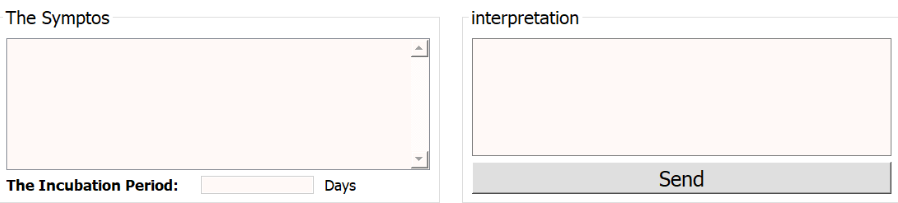 The Symptos
The Incubation Period: Days
interpretation
Send